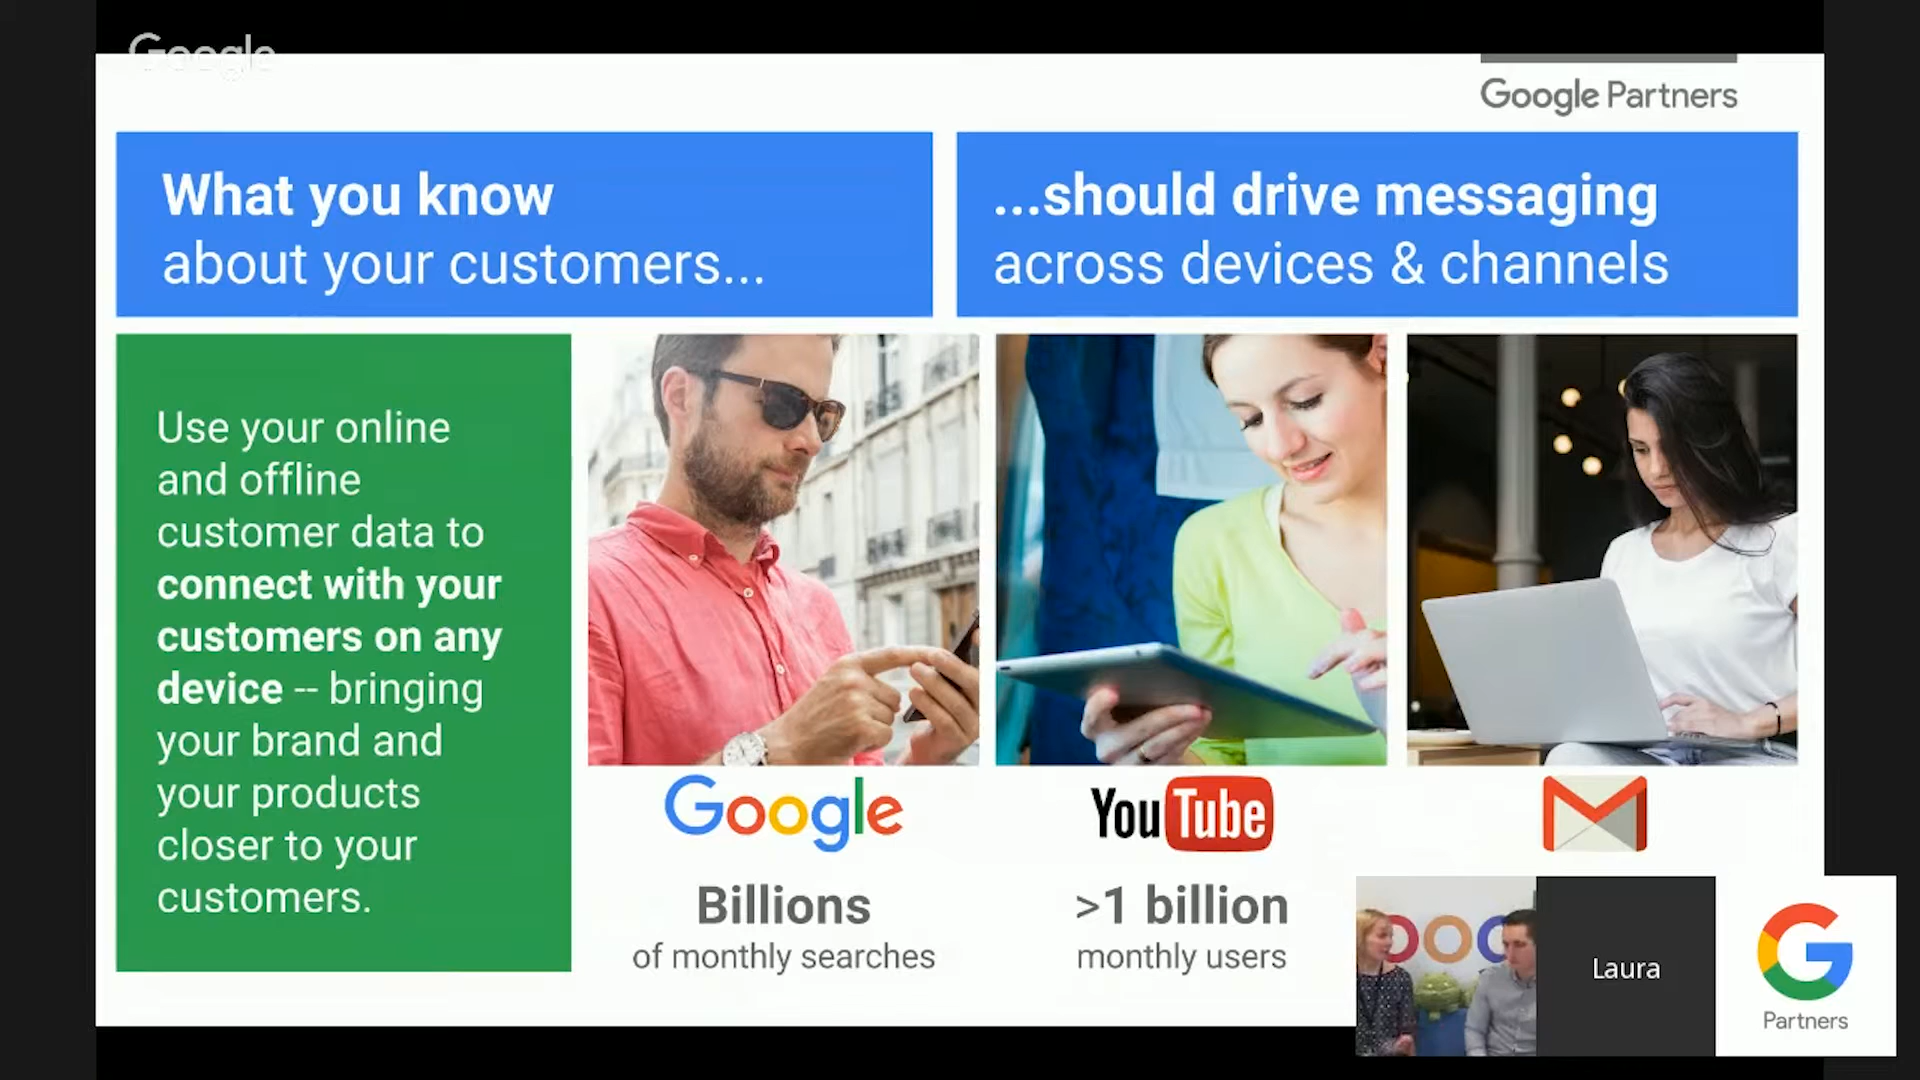 Google
Google Partners
What you know
about your customers...
...should drive messaging
across devices & channels
Use your online
and offline
customer data to
connect with your
customers on any
device -- bringing
your brand and
your products
closer to your
customers.
Google
YouTube
Billions
of monthly searches
>1 billion
monthly users
Laura
G
Partners